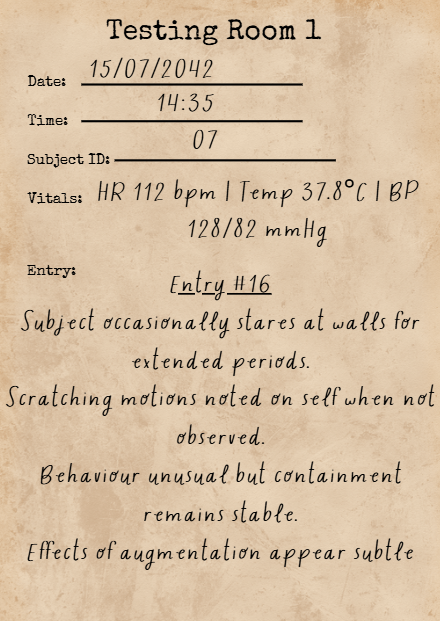 Testing Room 1
Date: 15/07/2042
Time: 14:35
Subject ID: 07
Vitals: HR 112 bpm | Temp 37.8°C | BP
128/82 mmHg
Entry:
Entry #16
Subject occasionally stares at walls for
extended periods.
Scratching motions noted on self when not
observed.
Behaviour unusual but containment
remains stable.
Effects of augmentation appear subtle